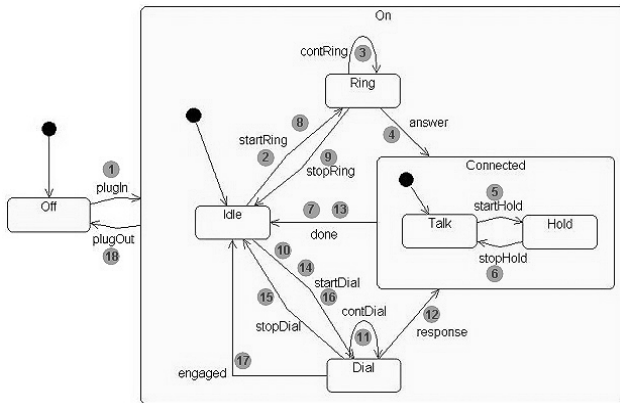 On
contRing
3
Ring
8
startRing
2
9
stopRing
4
answer
1
plugIn
Off
plugOut
18
Idle
7 13
done
Connected
5
startHold
Talk
Hold
stopHold
6
10
14
startDial
16
15
stopDial
contDial
11
12
response
engaged
17
Dial